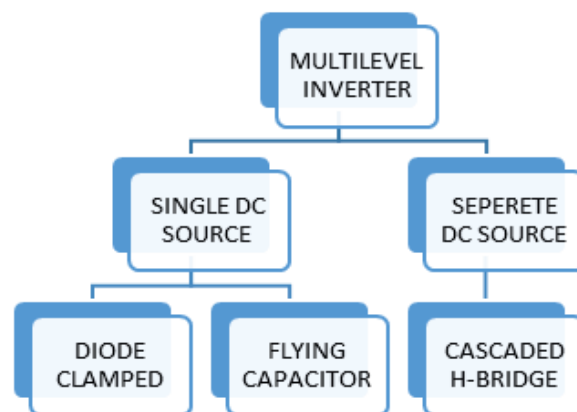 MULTILEVEL
INVERTER
SINGLE DC
SOURCE
SEPERETE
DC SOURCE
DIODE
CLAMPED
FLYING
CAPACITOR
CASCADED
H-BRIDGE